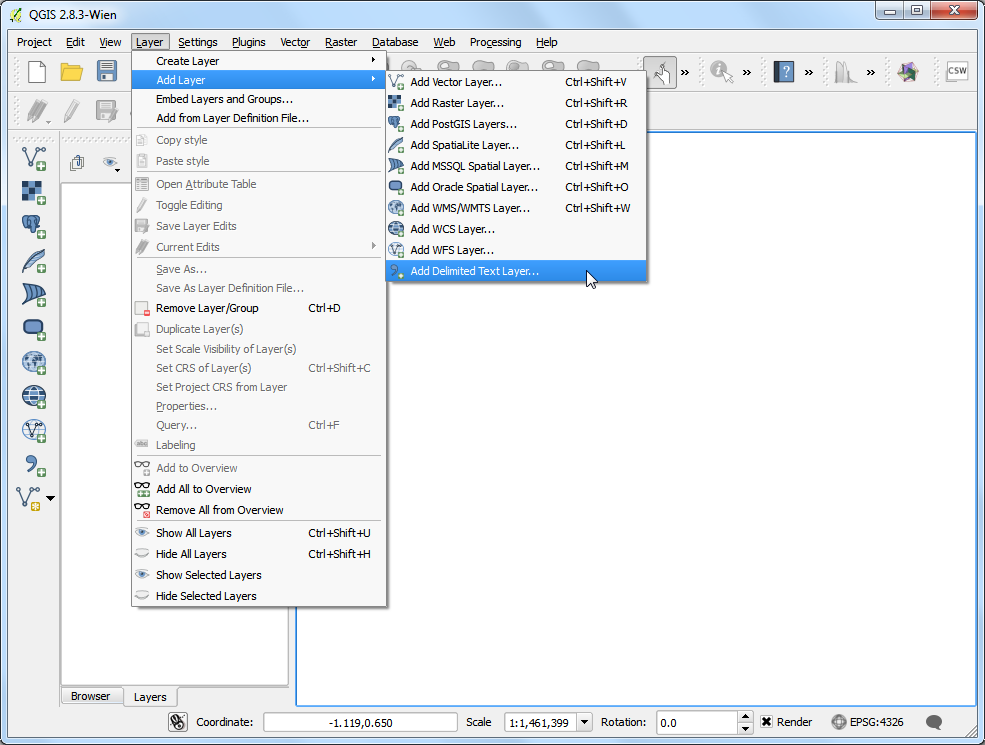 QGIS 2.8.3-Wien
Project Edit View Layer Settings Plugins Vector Raster Database Web Processing Help
CSW
Create Layer
Add Layer
Embed Layers and Groups...
Add from Layer Definition File...
Copy style
Paste style
Open Attribute Table
Toggle Editing
Save Layer Edits
Current Edits
Save As...
Save As Layer Definition File...
Remove Layer/Group Ctrl+D
Duplicate Layer(s)
Set Scale Visibility of Layer(s)
Set CRS of Layer(s) Ctrl+Shift+C
Set Project CRS from Layer
Properties...
Query... Ctrl+F
abc Labeling
Add to Overview
Add All to Overview
Remove All from Overview
Show All Layers Ctrl+Shift+U
Hide All Layers Ctrl+Shift+H
Show Selected Layers
Hide Selected Layers
Add Vector Layer... Ctrl+Shift+V
Add Raster Layer... Ctrl+Shift+R
Add PostGIS Layers... Ctrl+Shift+D
Add SpatiaLite Layer... Ctrl+Shift+L
Add MSSQL Spatial Layer... Ctrl+Shift+M
Add Oracle Spatial Layer... Ctrl+Shift+O
Add WMS/WMTS Layer... Ctrl+Shift+W
Add WCS Layer...
Add WFS Layer...
Add Delimited Text Layer...
Browser Layers
Coordinate: -1.119,0.650 Scale 1:1,461,399 Rotation: 0.0 Render EPSG:4326